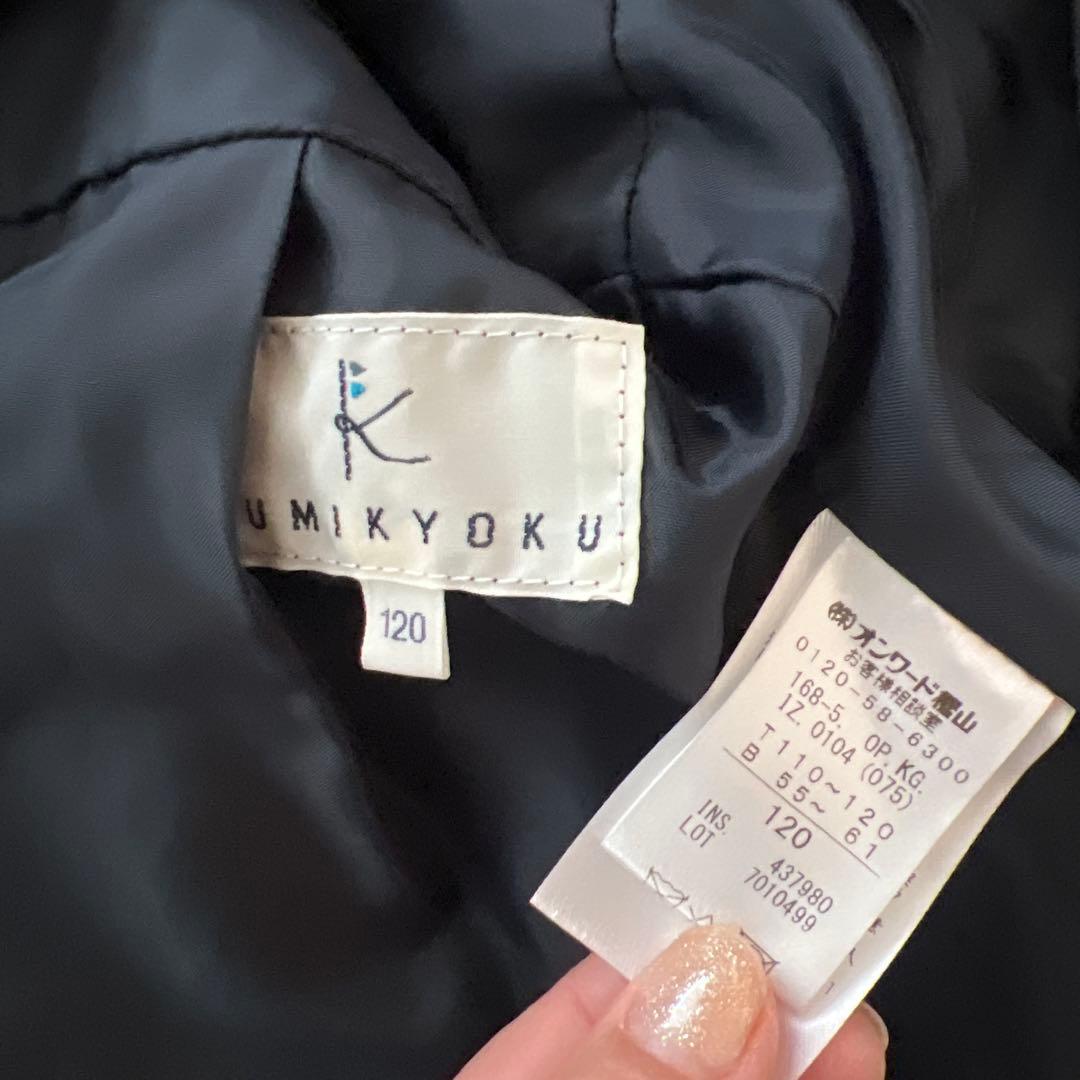 K
UMIKYOKU
120
(株)オンワード樫山
お客様相談室
0120-58-6300
168-5. OP. KG.
IZ. 0104 (075)
T 110~120
B 55~ 61
120
INS. 437980
LOT 7010499